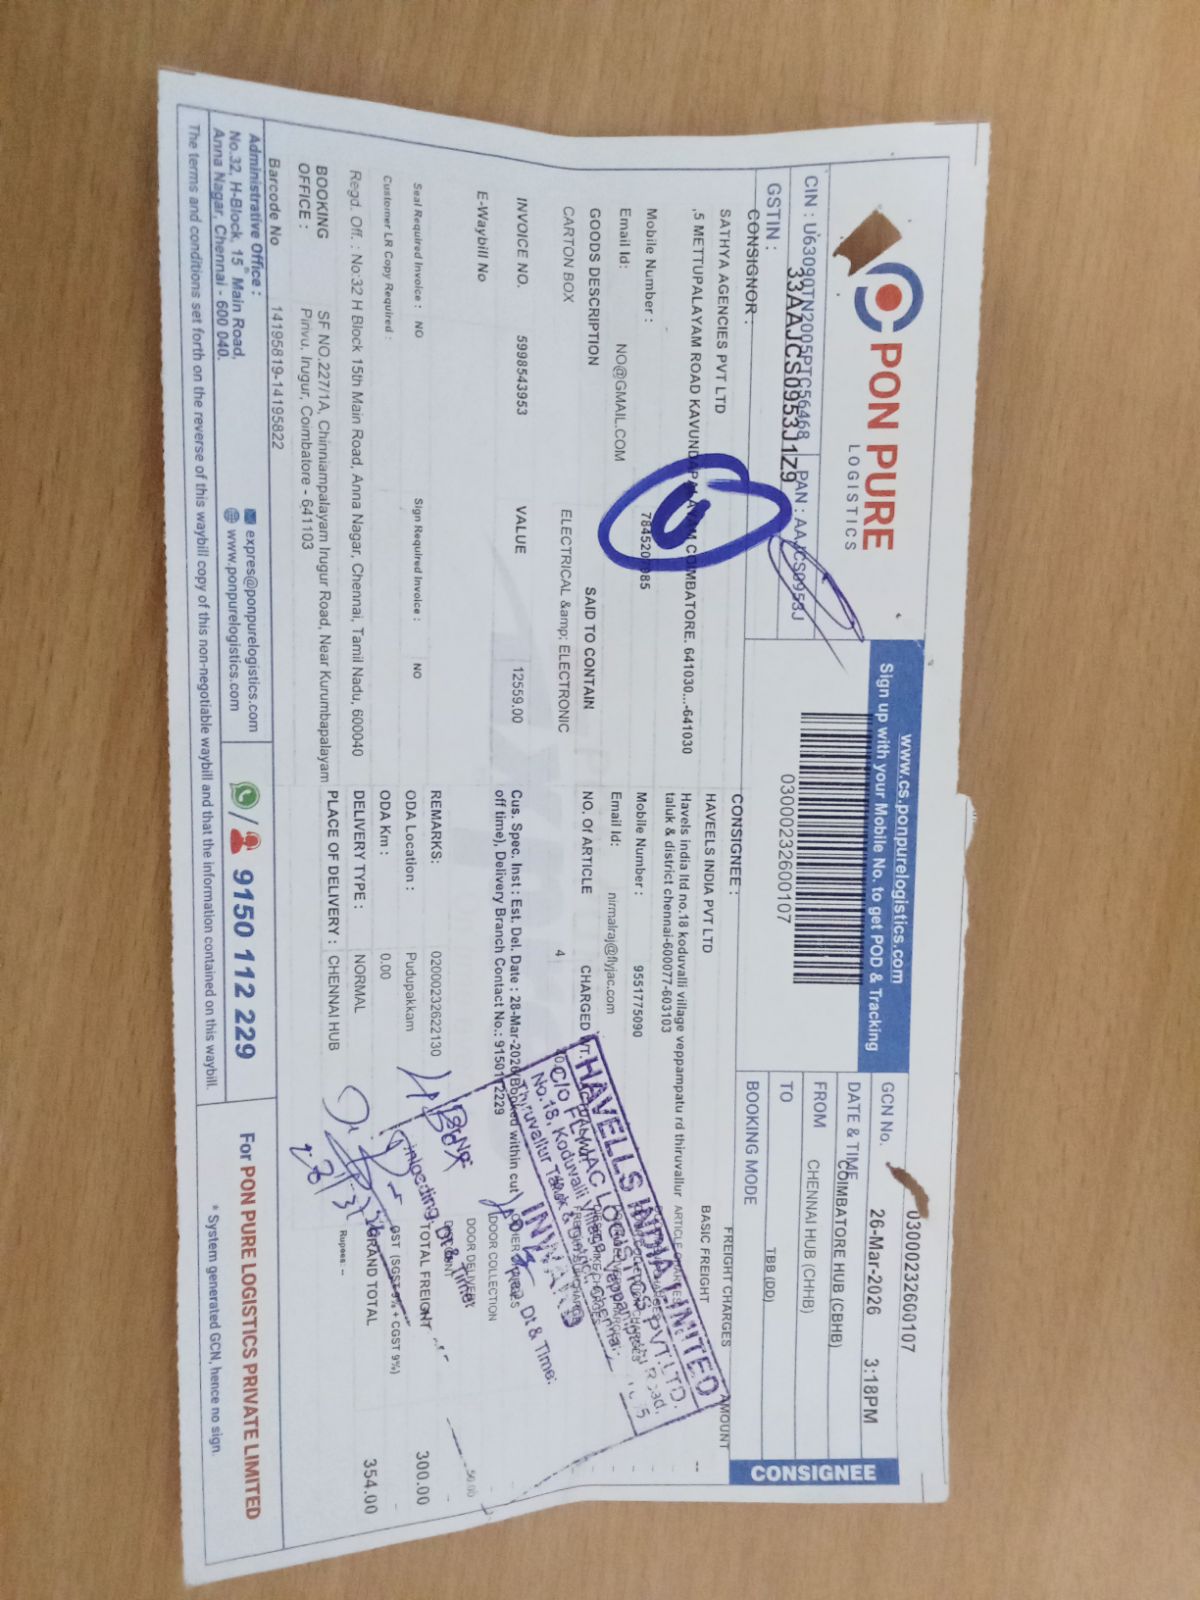 PON PURE
LOGISTICS
www.cs.ponpurelogistics.com
Sign up with your Mobile No. to get POD & Tracking
0300023260​0107
GCN No. 03000232600107
DATE & TIME 26-Mar-2026 3:18PM
FROM COIMBATORE HUB (CBHB)
TO CHENNAI HUB (CHHB)
BOOKING MODE TBB (DD)
CONSIGNEE
CIN : U63090TN2005PTC56468 PAN : AAJCS0953J
GSTIN : 33AAJCS0953J1Z9
CONSIGNOR :
SATHYA AGENCIES PVT LTD
,5 METTUPALAYAM ROAD KAVUNDAPALAYAM COIMBATORE. 641030...-641030
Mobile Number :
Email Id: NO@GMAIL.COM
CONSIGNEE :
HAVEELS INDIA PVT LTD
Havels india ltd no.18 koduvalli village veppampatu rd thiruvallur
taluk & district chennai-600077-603103
Mobile Number : 9551775090
Email Id: nirmalraj@flyjac.com
FREIGHT CHARGES AMOUNT
BASIC FREIGHT --
GOODS DESCRIPTION SAID TO CONTAIN NO. Of ARTICLE CHARGED
CARTON BOX ELECTRICAL &amp; ELECTRONIC 4
INVOICE NO. 5998543953 VALUE 12559.00
E-Waybill No
Cus. Spec. Inst : Est. Del. Date : 28-Mar-2026(Booked within cut
off time), Delivery Branch Contact No.:
HAVELLS INDIA LIMITED
C/o FLYJAC LOGISTICS PVT. LTD.
No.18, Koduvalli Village, Veppampattu
Thiruvallur Taluk &
INWARD
Dt & Time:
Unloading Dt & Time:
DOOR COLLECTION
DOOR DELIVERY 50.00
Seal Required Invoice : NO Sign Required Invoice : NO
Customer LR Copy Required :
REMARKS: 0200023262​2130
ODA Location : Pudupakkam
ODA Km : 0.00
DELIVERY TYPE : NORMAL
PLACE OF DELIVERY : CHENNAI HUB
TOTAL FREIGHT 300.00
GST (SGST 9% + CGST 9%) -
GRAND TOTAL 354.00
Rupees: --
Regd. Off. : No:32 H Block 15th Main Road, Anna Nagar, Chennai, Tamil Nadu, 600040
BOOKING OFFICE : SF NO.227/1A, Chinniampalayam Irugur Road, Near Kurumbapalayam
Pirivu. Irugur, Coimbatore - 641103
Barcode No 14195819-14195822
Administrative Office :
No.32, H-Block, 15th Main Road,
Anna Nagar, Chennai - 600 040.
expres@ponpurelogistics.com
www.ponpurelogistics.com
9150 112 229
For PON PURE LOGISTICS PRIVATE LIMITED
* System generated GCN, hence no sign.
The terms and conditions set forth on the reverse of this waybill copy of this non-negotiable waybill and that the information contained on this waybill.